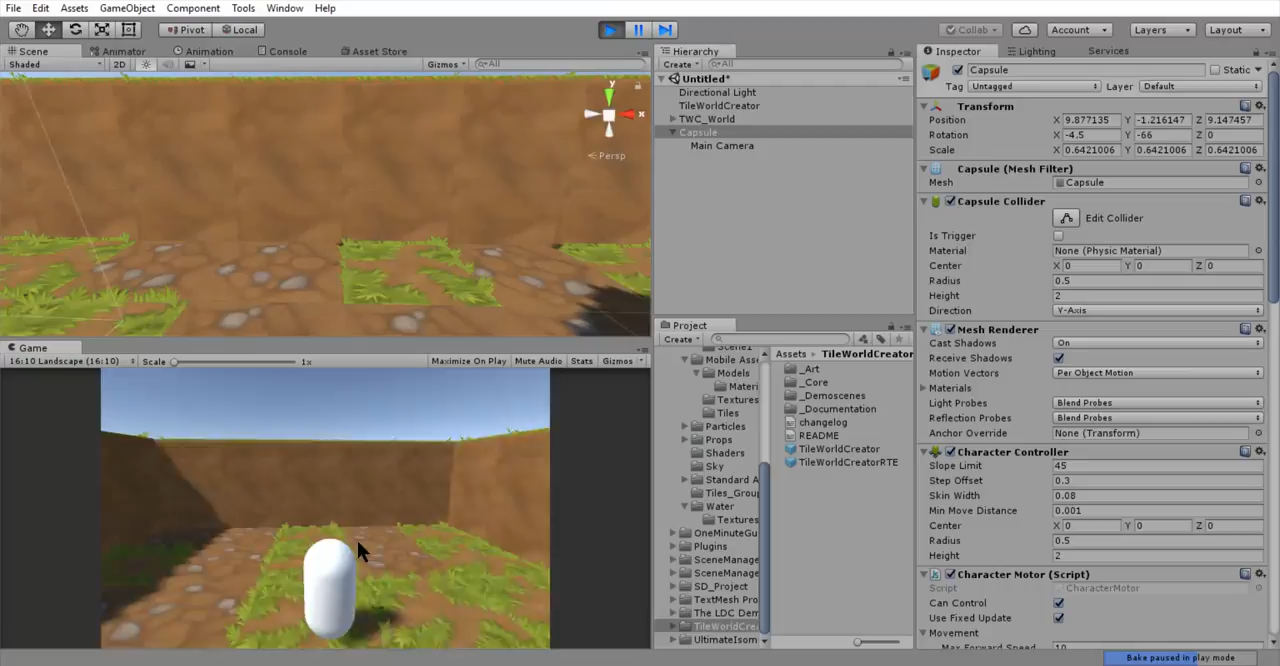 File Edit Assets GameObject Component Tools Window Help
Pivot Local Collab Account Layers Layout
Scene Animator Animation Console Asset Store
Shaded 2D Gizmos All
y
x
Persp
Game
16:10 Landscape (16:10) Scale 1x Maximize On Play Mute Audio Stats Gizmos
Hierarchy
Create All
Untitled*
Directional Light
TileWorldCreator
TWC_World
Capsule
Main Camera
Project
Create
Assets TileWorldCreator
Mobile Ass
Models
Materi
Textures
Tiles
Particles
Props
Shaders
Sky
Standard A
Tiles_Grou
Water
Textures
OneMinuteGu
Plugins
SceneManage
SceneManage
SD_Project
TextMesh Pro
The LDC Dem
TileWorldCrea
UltimateIsom
_Art
_Core
_Demoscenes
_Documentation
changelog
README
TileWorldCreator
TileWorldCreatorRTE
Inspector Lighting Services
Capsule Static
Tag Untagged Layer Default
Transform
Position X 9.877135 Y -1.216147 Z 9.147457
Rotation X -4.5 Y -66 Z 0
Scale X 0.6421006 Y 0.6421006 Z 0.6421006
Capsule (Mesh Filter)
Mesh Capsule
Capsule Collider
Edit Collider
Is Trigger
Material None (Physic Material)
Center X 0 Y 0 Z 0
Radius 0.5
Height 2
Direction Y-Axis
Mesh Renderer
Cast Shadows On
Receive Shadows
Motion Vectors Per Object Motion
Materials
Light Probes Blend Probes
Reflection Probes Blend Probes
Anchor Override None (Transform)
Character Controller
Slope Limit 45
Step Offset 0.3
Skin Width 0.08
Min Move Distance 0.001
Center X 0 Y 0 Z 0
Radius 0.5
Height 2
Character Motor (Script)
Script CharacterMotor
Can Control
Use Fixed Update
Movement
Max Forward Speed 10
Bake paused in play mode